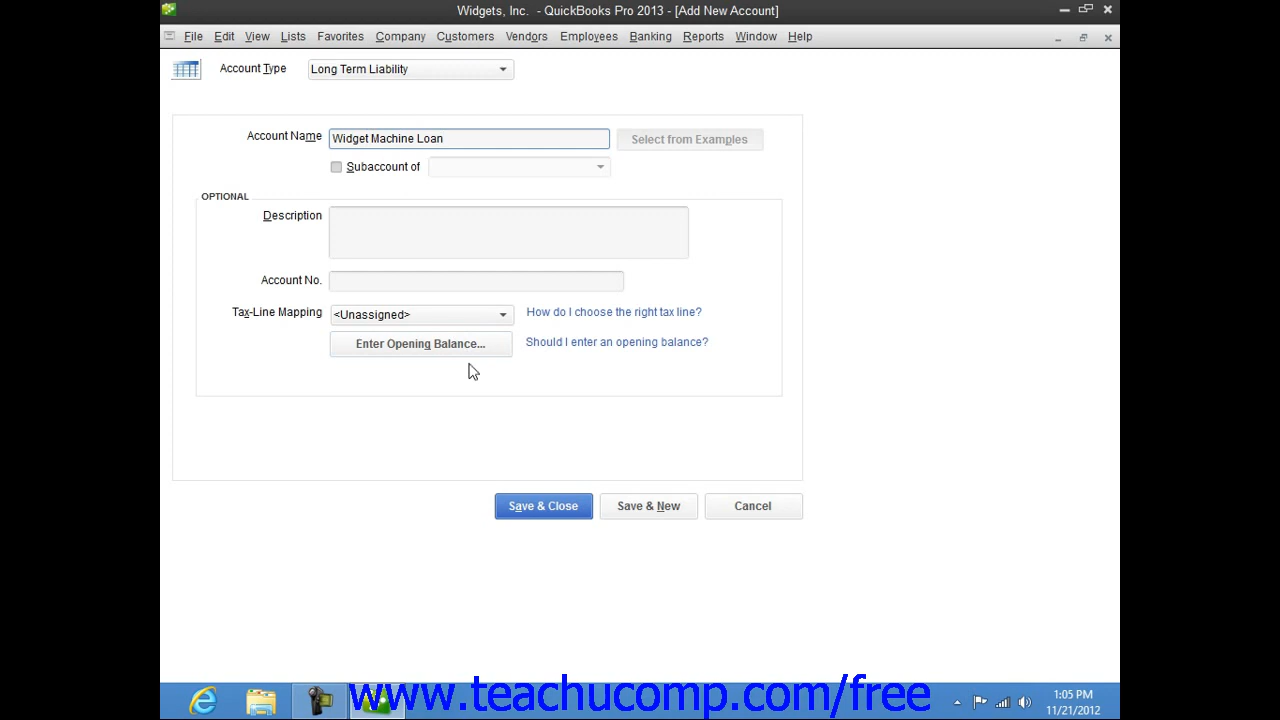 Widgets, Inc. - QuickBooks Pro 2013 - [Add New Account]
File Edit View Lists Favorites Company Customers Vendors Employees Banking Reports Window Help
Account Type Long Term Liability
Account Name Widget Machine Loan Select from Examples
Subaccount of
OPTIONAL
Description
Account No.
Tax-Line Mapping <Unassigned> How do I choose the right tax line?
Enter Opening Balance... Should I enter an opening balance?
Save & Close Save & New Cancel
www.teachucomp.com/free
1:05 PM
11/21/2012